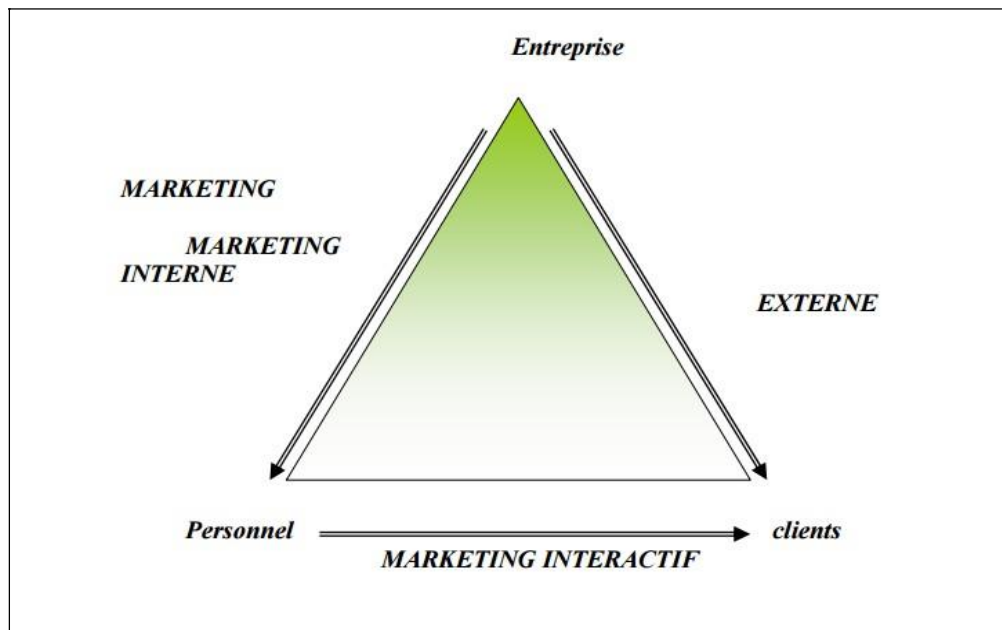 Entreprise
MARKETING
MARKETING
INTERNE
EXTERNE
Personnel
clients
MARKETING INTERACTIF